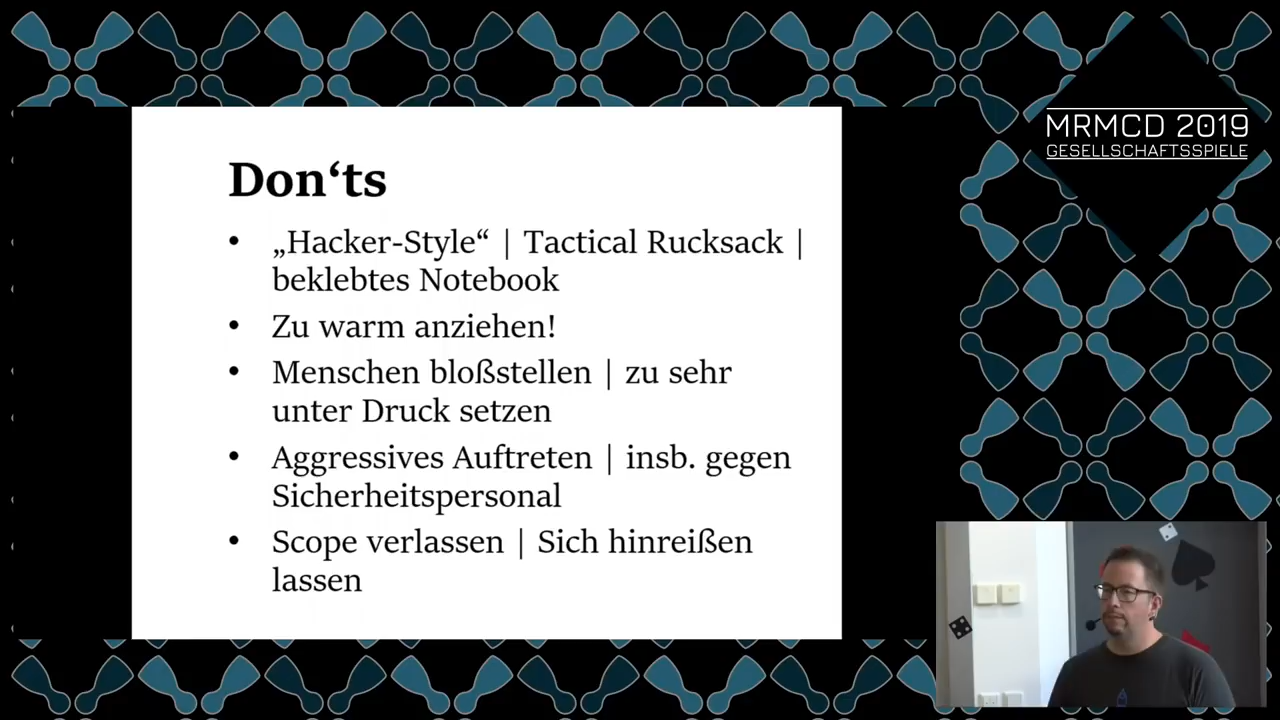 MRMCD 2019
GESELLSCHAFTSSPIELE
Don‘ts
• „Hacker-Style“ | Tactical Rucksack |
beklebtes Notebook
• Zu warm anziehen!
• Menschen bloßstellen | zu sehr
unter Druck setzen
• Aggressives Auftreten | insb. gegen
Sicherheitspersonal
• Scope verlassen | Sich hinreißen
lassen